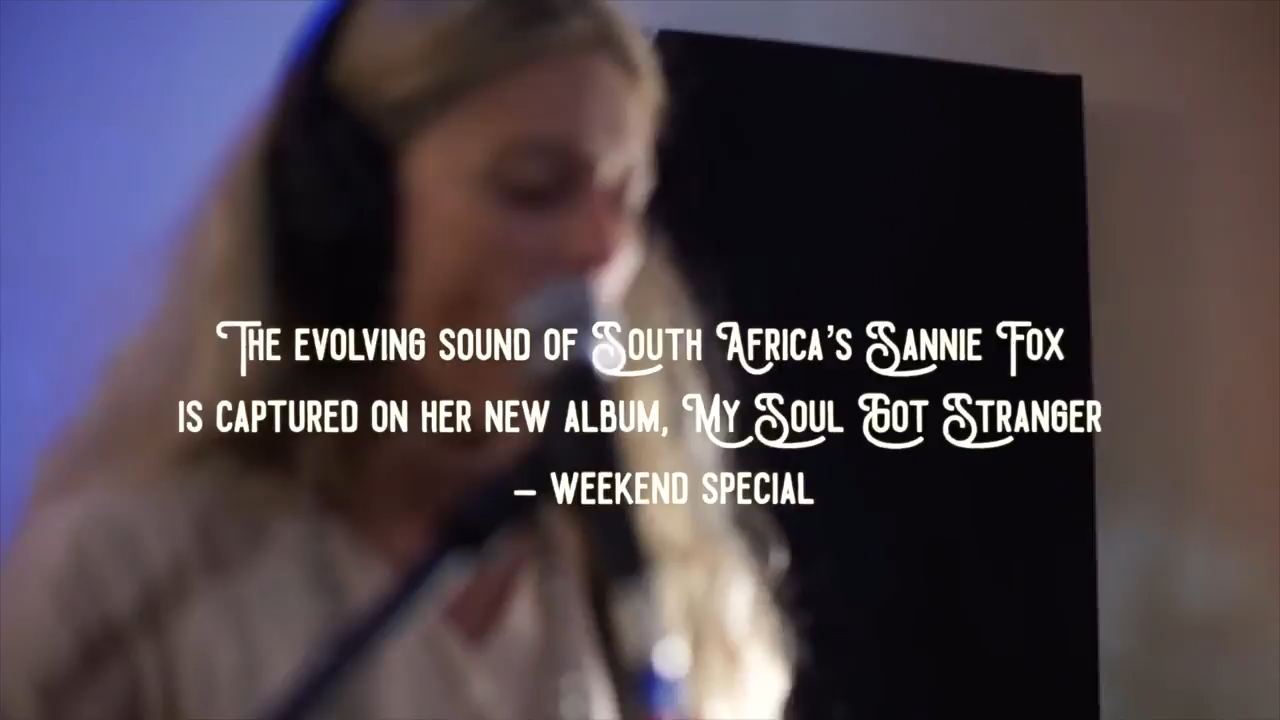 The evolving sound of South Africa's Sannie Fox
is captured on her new album, My Soul Got Stranger
– Weekend Special